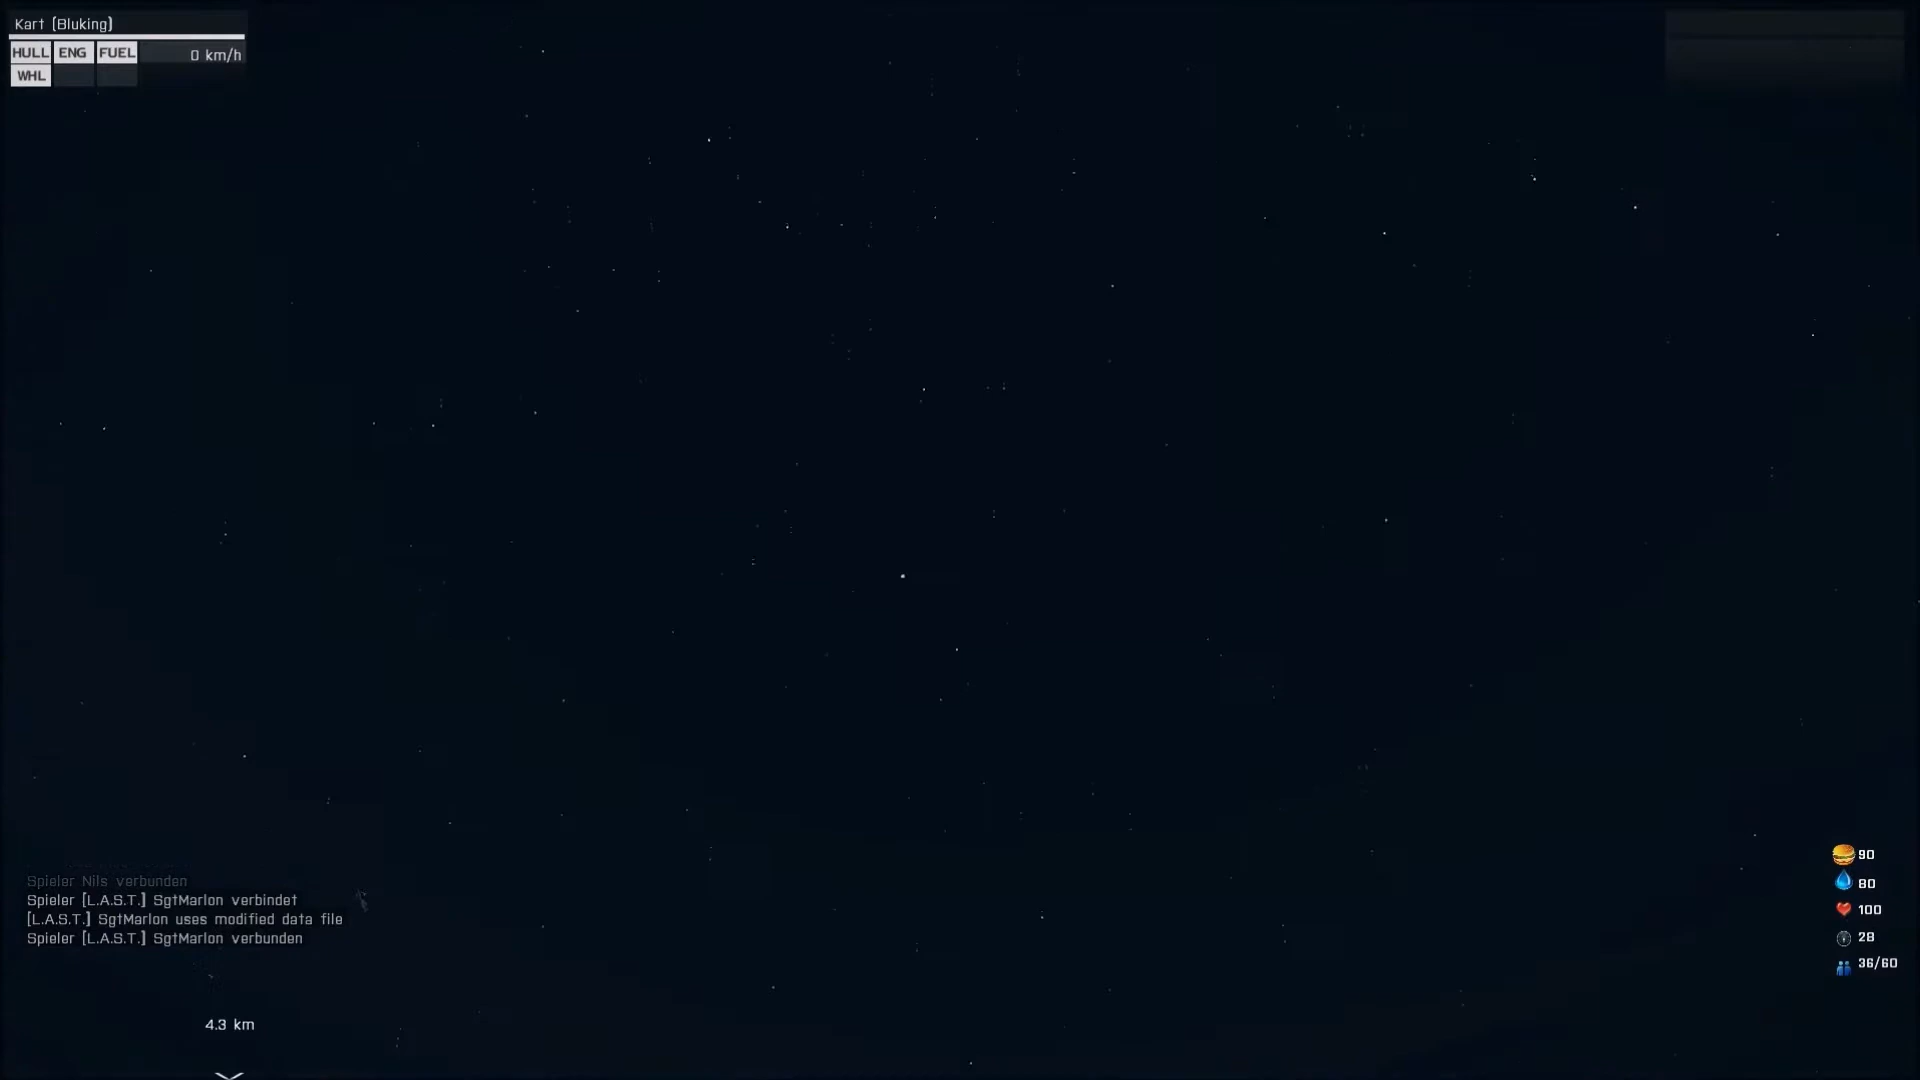 Kart (Bluking)
HULL ENG FUEL 0 km/h
WHL
Spieler Nils verbunden
Spieler [L.A.S.T.] SgtMarlon verbindet
[L.A.S.T.] SgtMarlon uses modified data file
Spieler [L.A.S.T.] SgtMarlon verbunden
90
80
100
28
36/60
4.3 km